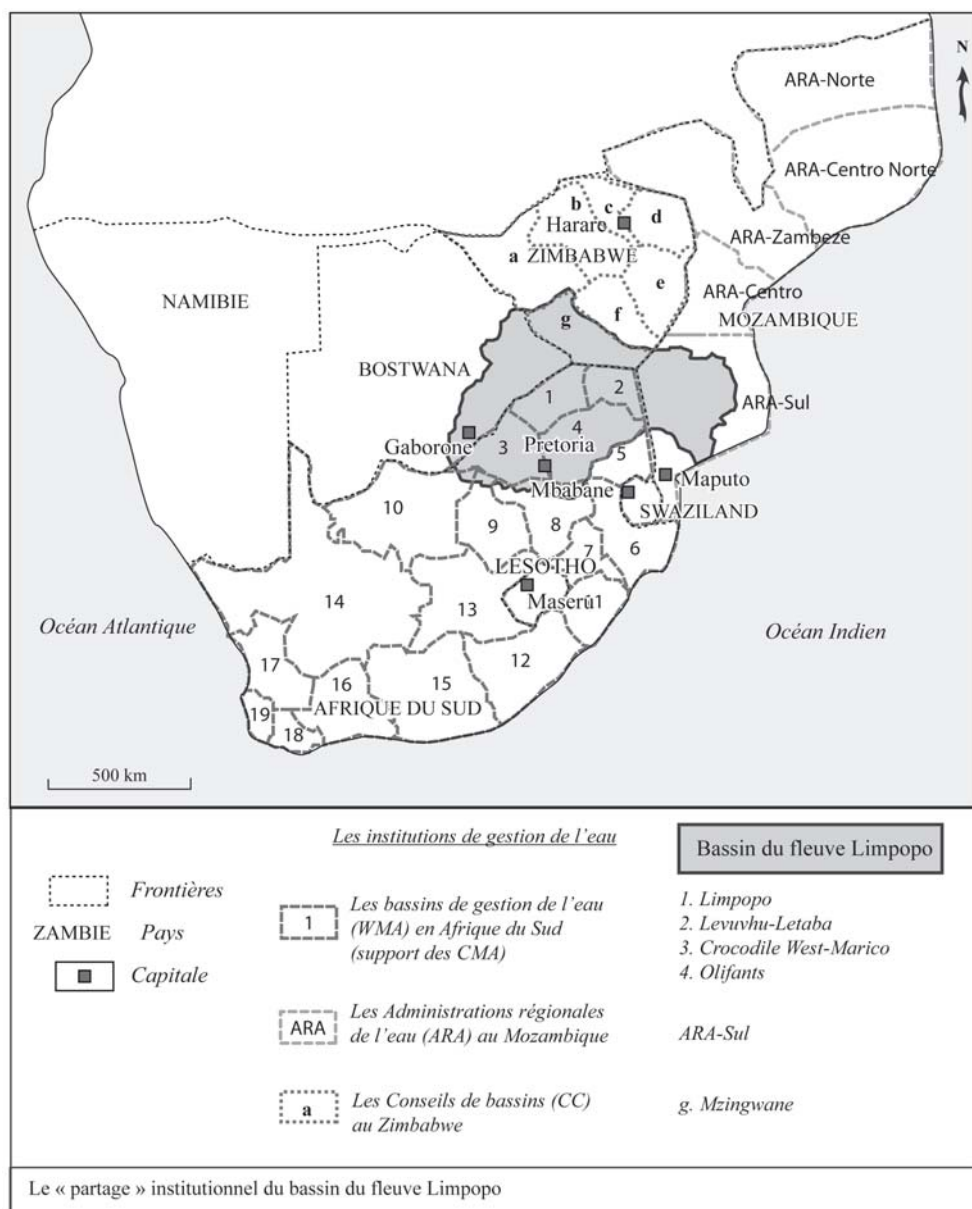 N
ARA-Norte
ARA-Centro Norte
b
c
d
Harare
ARA-Zambeze
a
ZIMBABWE
e
ARA-Centro
NAMIBIE
f
MOZAMBIQUE
g
BOSTWANA
1
2
ARA-Sul
4
3
Gaborone
Pretoria
5
Maputo
Mbabane
SWAZILAND
10
9
8
6
7
LESOTHO
14
13
Maseru
11
Océan Atlantique
Océan Indien
12
17
16
15
AFRIQUE DU SUD
19
18
500 km
Les institutions de gestion de l'eau
Bassin du fleuve Limpopo
Frontières
ZAMBIE Pays
Capitale
1
Les bassins de gestion de l'eau
(WMA) en Afrique du Sud
(support des CMA)
1. Limpopo
2. Levuvhu-Letaba
3. Crocodile West-Marico
4. Olifants
ARA
Les Administrations régionales
de l'eau (ARA) au Mozambique
ARA-Sul
a
Les Conseils de bassins (CC)
au Zimbabwe
g. Mzingwane
Le « partage » institutionnel du bassin du fleuve Limpopo